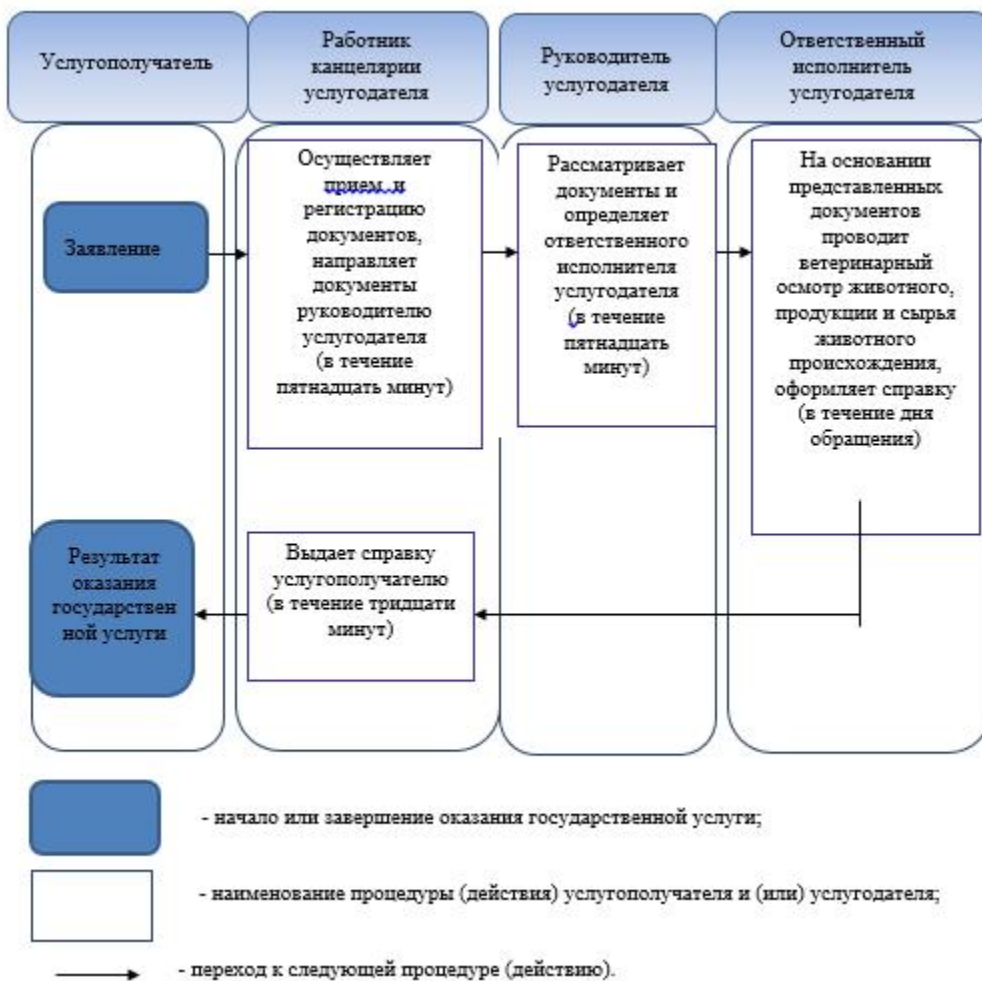 Услугополучатель
Работник
канцелярии
услугодателя
Руководитель
услугодателя
Ответственный
исполнитель
услугодателя
Заявление
Осуществляет
прием и
регистрацию
документов,
направляет
документы
руководителю
услугодателя
(в течение
пятнадцать минут)
Рассматривает
документы и
определяет
ответственного
исполнителя
услугодателя
(в течение
пятнадцать
минут)
На основании
представленных
документов
проводит
ветеринарный
осмотр животного,
продукции и сырья
животного
происхождения,
оформляет справку
(в течение дня
обращения)
Выдает справку
услугополучателю
(в течение тридцати
минут)
Результат
оказания
государствен
ной услуги
- начало или завершение оказания государственной услуги;
- наименование процедуры (действия) услугополучателя и (или) услугодателя;
- переход к следующей процедуре (действию).